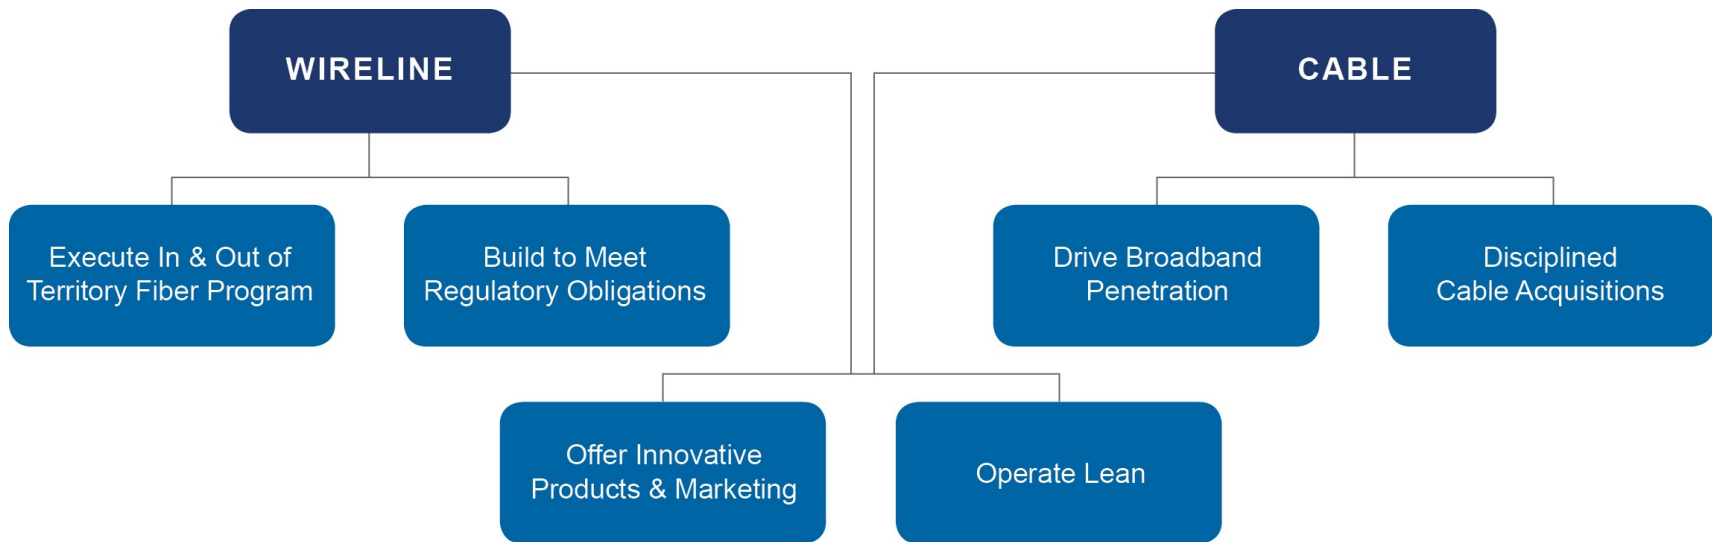 WIRELINE
CABLE
Execute In & Out of
Territory Fiber Program
Build to Meet
Regulatory Obligations
Drive Broadband
Penetration
Disciplined
Cable Acquisitions
Offer Innovative
Products & Marketing
Operate Lean